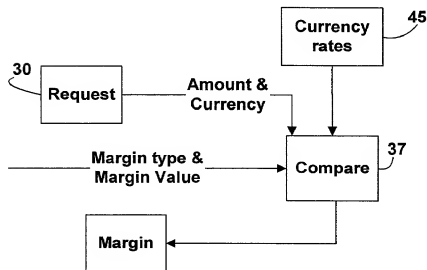 Currency
rates
45
30
Request
Amount &
Currency
Margin type &
Margin Value
Compare
37
Margin